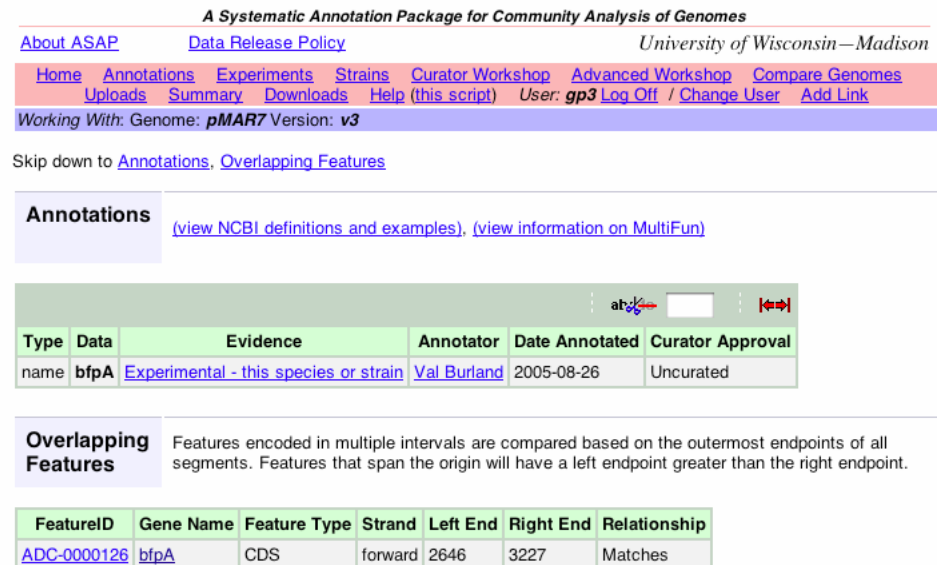 A Systematic Annotation Package for Community Analysis of Genomes
About ASAP Data Release Policy University of Wisconsin—Madison
Home Annotations Experiments Strains Curator Workshop Advanced Workshop Compare Genomes
Uploads Summary Downloads Help (this script) User: gp3 Log Off / Change User Add Link
Working With: Genome: pMAR7 Version: v3
Skip down to Annotations, Overlapping Features
Annotations
(view NCBI definitions and examples), (view information on MultiFun)
Type Data Evidence Annotator Date Annotated Curator Approval
name bfpA Experimental - this species or strain Val Burland 2005-08-26 Uncurated
Overlapping Features
Features encoded in multiple intervals are compared based on the outermost endpoints of all
segments. Features that span the origin will have a left endpoint greater than the right endpoint.
FeatureID Gene Name Feature Type Strand Left End Right End Relationship
ADC-0000126 bfpA CDS forward 2646 3227 Matches